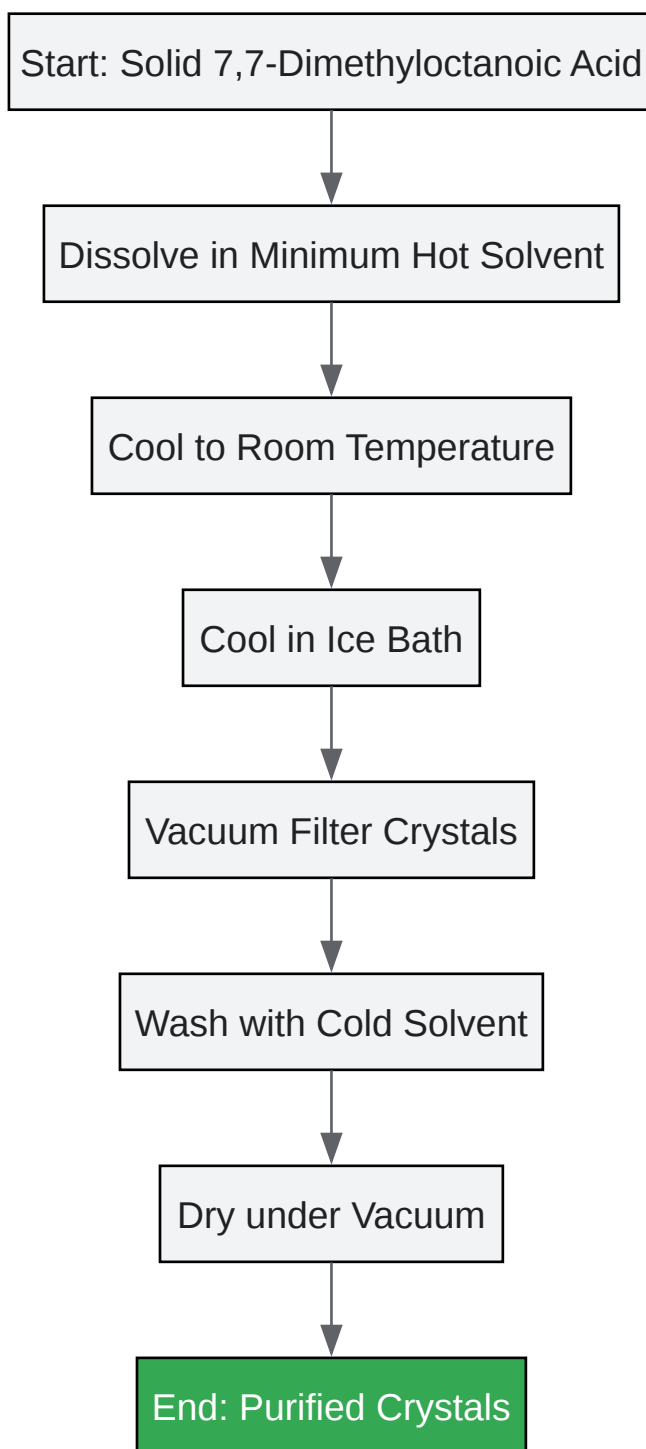 Start: Solid 7,7-Dimethyloctanoic Acid
Dissolve in Minimum Hot Solvent
Cool to Room Temperature
Cool in Ice Bath
Vacuum Filter Crystals
Wash with Cold Solvent
Dry under Vacuum
End: Purified Crystals